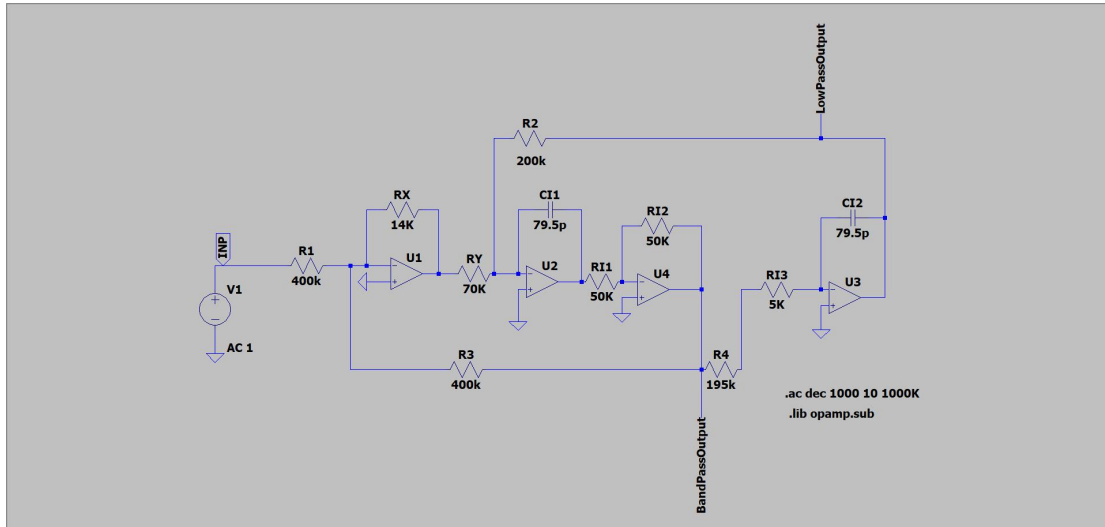 LowPassOutput
R2
200k
RX
14K
CI1
79.5p
RI2
50K
CI2
79.5p
INP
R1
400k
U1
RY
70K
U2
RI1
50K
U4
RI3
5K
U3
V1
AC 1
R3
400k
R4
195k
.ac dec 1000 10 1000K
.lib opamp.sub
BandPassOutput